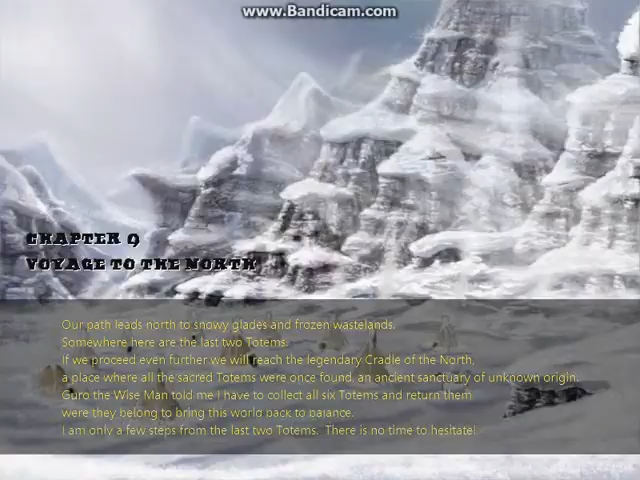 www.Bandicam.com
CHAPTER 9
VOYAGE TO THE NORTH
Our path leads north to snowy glades and frozen wastelands.
Somewhere here are the last two Totems.
If we proceed even further we will reach the legendary Cradle of the North,
a place where all the sacred Totems were once found, an ancient sanctuary of unknown origin.
Guro the Wise Man told me I have to collect all six Totems and return them
were they belong to bring this world back to balance.
I am only a few steps from the last two Totems. There is no time to hesitate!